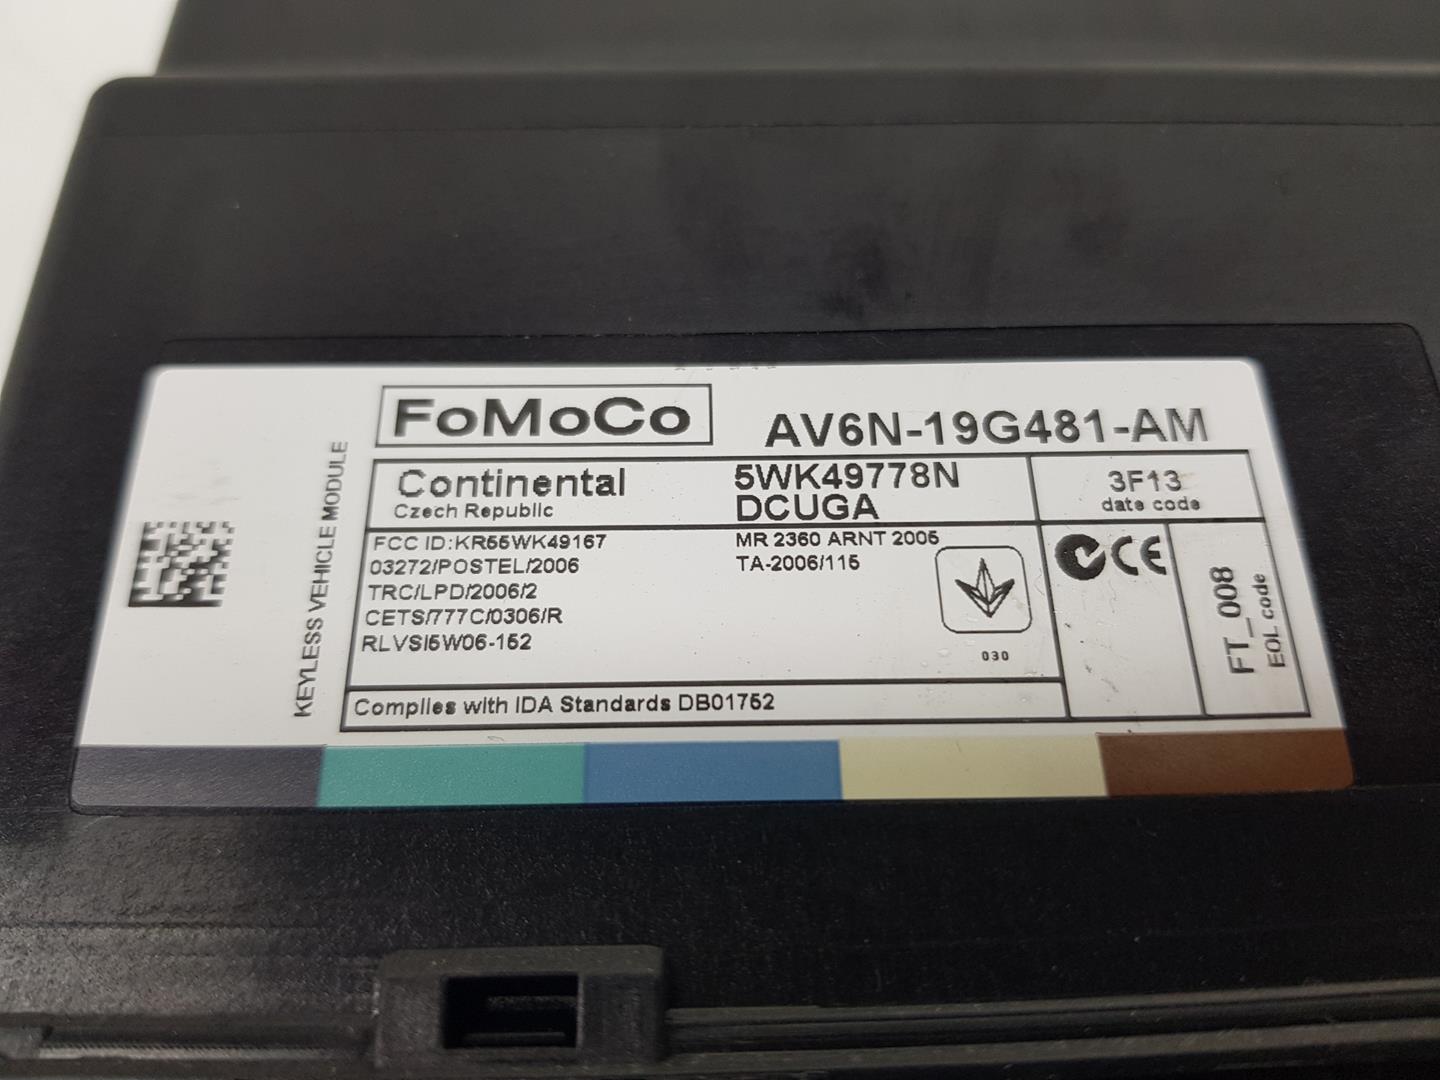 FoMoCo
AV6N-19G481-AM
Continental
Czech Republic
5WK49778N
DCUGA
3F13
date code
FCC ID:KR55WK49167
03272/POSTEL/2006
TRC/LPD/2006/2
CETS/777C/0306/R
RLVSI5W06-152
MR 2360 ARNT 2005
TA-2006/115
030
CE
FT_008
EOL code
Complies with IDA Standards DB01752
KEYLESS VEHICLE MODULE